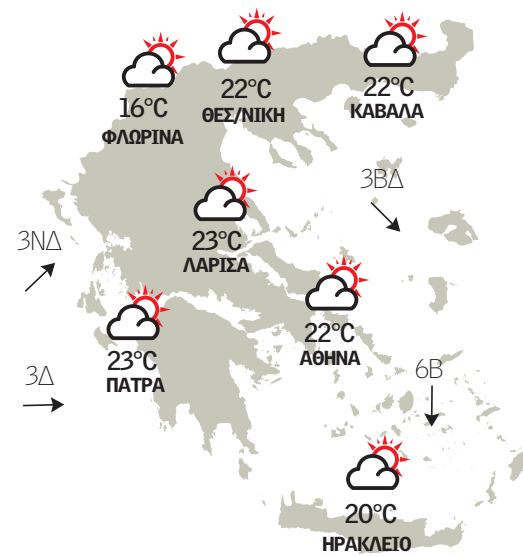 22°C
ΘΕΣ/ΝΙΚΗ
22°C
ΚΑΒΑΛΑ
16°C
ΦΛΩΡΙΝΑ
3ΒΔ
23°C
ΛΑΡΙΣΑ
3ΝΔ
22°C
ΑΘΗΝΑ
23°C
ΠΑΤΡΑ
3Δ
6Β
20°C
ΗΡΑΚΛΕΙΟ